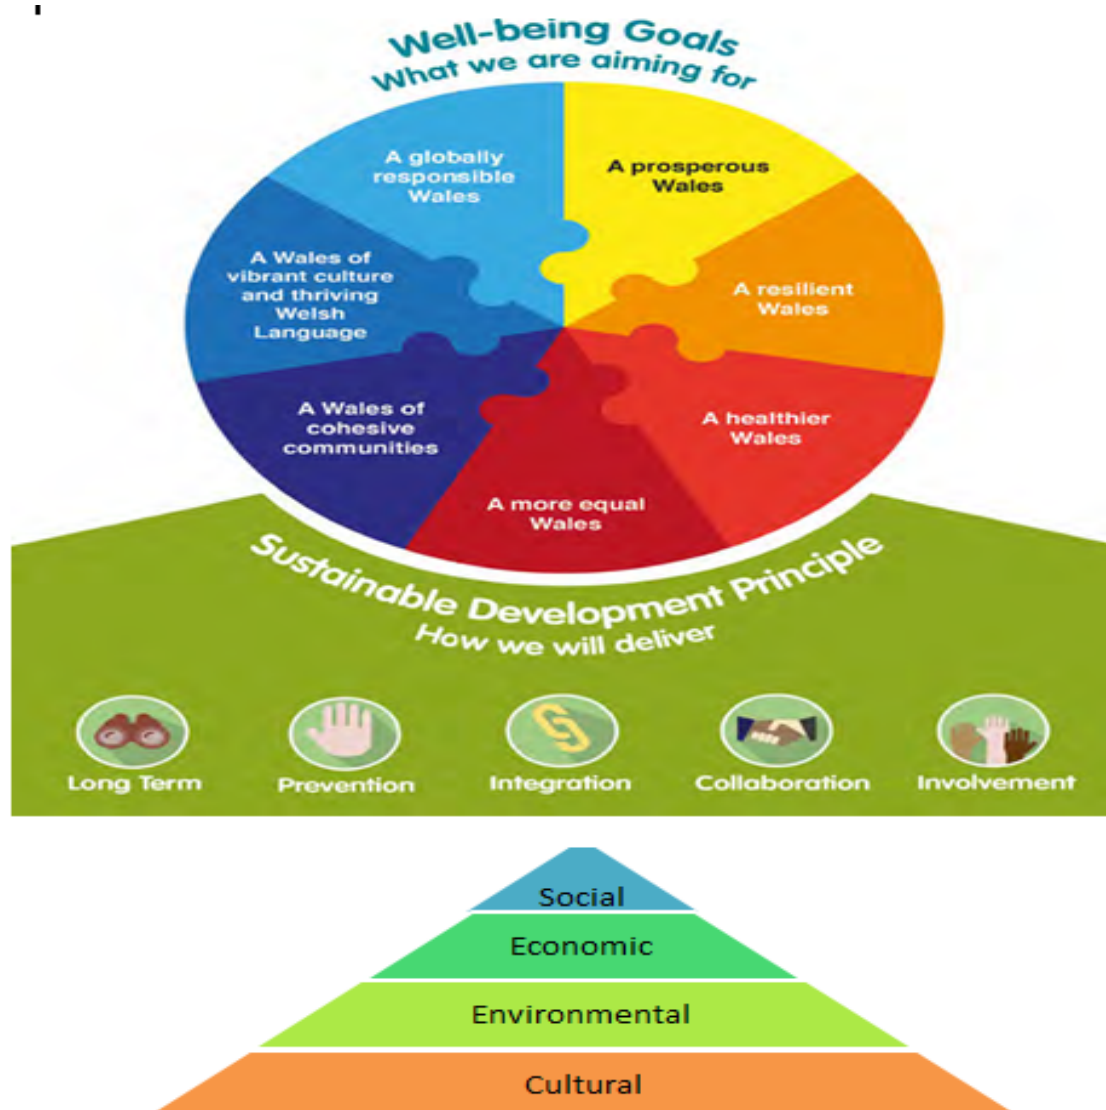 Well-being Goals
What we are aiming for
A globally
responsible
Wales
A prosperous
Wales
A Wales of
vibrant culture
and thriving
Welsh
Language
A resilient
Wales
A Wales of
cohesive
communities
A healthier
Wales
A more equal
Wales
Sustainable Development Principle
How we will deliver
Long Term
Prevention
Integration
Collaboration
Involvement
Social
Economic
Environmental
Cultural